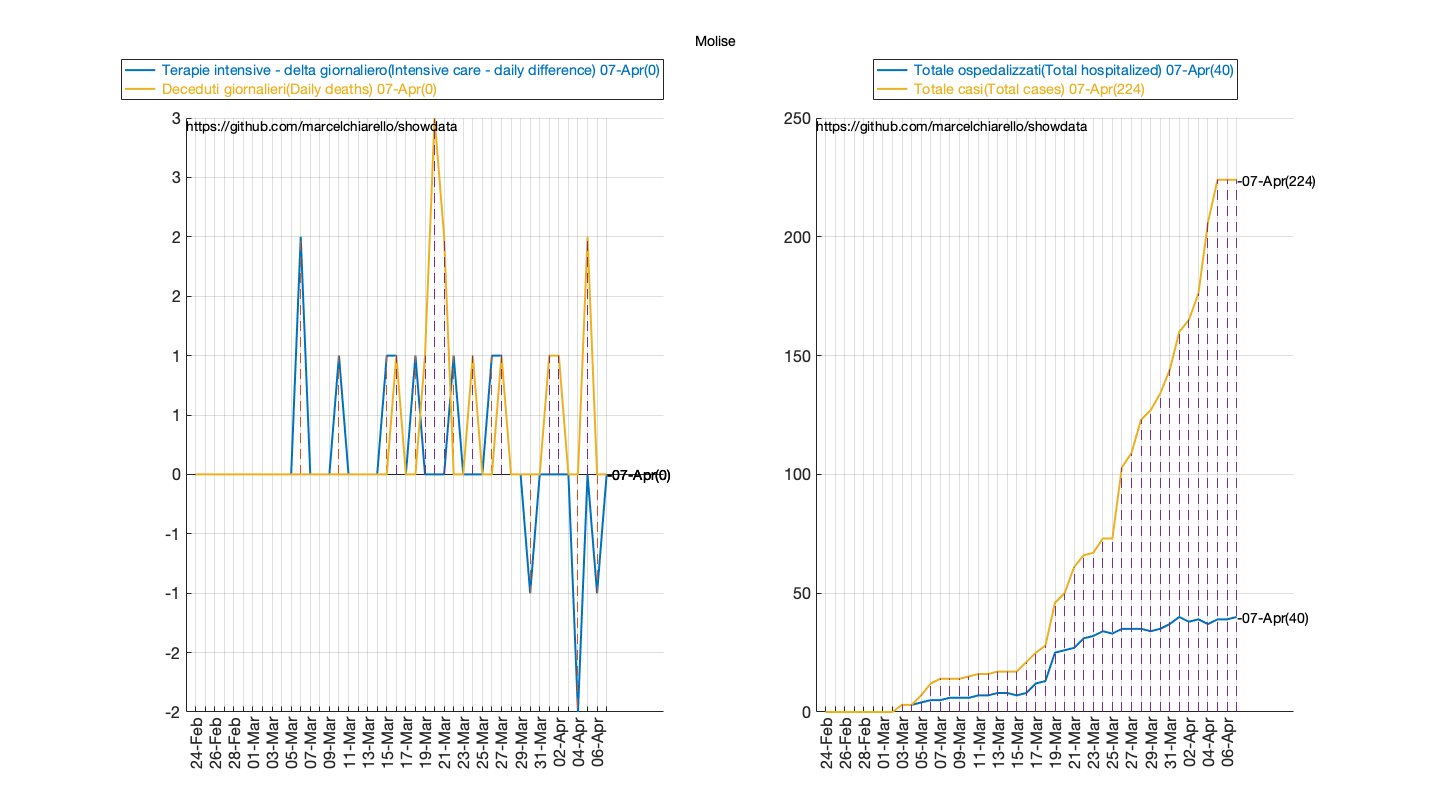 Molise
Terapie intensive - delta giornaliero(Intensive care - daily difference) 07-Apr(0)
Deceduti giornalieri(Daily deaths) 07-Apr(0)
https://github.com/marcelchiarello/showdata
3
3
2
2
1
1
0
-1
-1
-2
-2
-07-Apr(0)
24-Feb
26-Feb
28-Feb
01-Mar
03-Mar
05-Mar
07-Mar
09-Mar
11-Mar
13-Mar
15-Mar
17-Mar
19-Mar
21-Mar
23-Mar
25-Mar
27-Mar
29-Mar
31-Mar
02-Apr
04-Apr
06-Apr
Totale ospedalizzati(Total hospitalized) 07-Apr(40)
Totale casi(Total cases) 07-Apr(224)
https://github.com/marcelchiarello/showdata
250
200
150
100
50
0
-07-Apr(224)
-07-Apr(40)
24-Feb
26-Feb
28-Feb
01-Mar
03-Mar
05-Mar
07-Mar
09-Mar
11-Mar
13-Mar
15-Mar
17-Mar
19-Mar
21-Mar
23-Mar
25-Mar
27-Mar
29-Mar
31-Mar
02-Apr
04-Apr
06-Apr